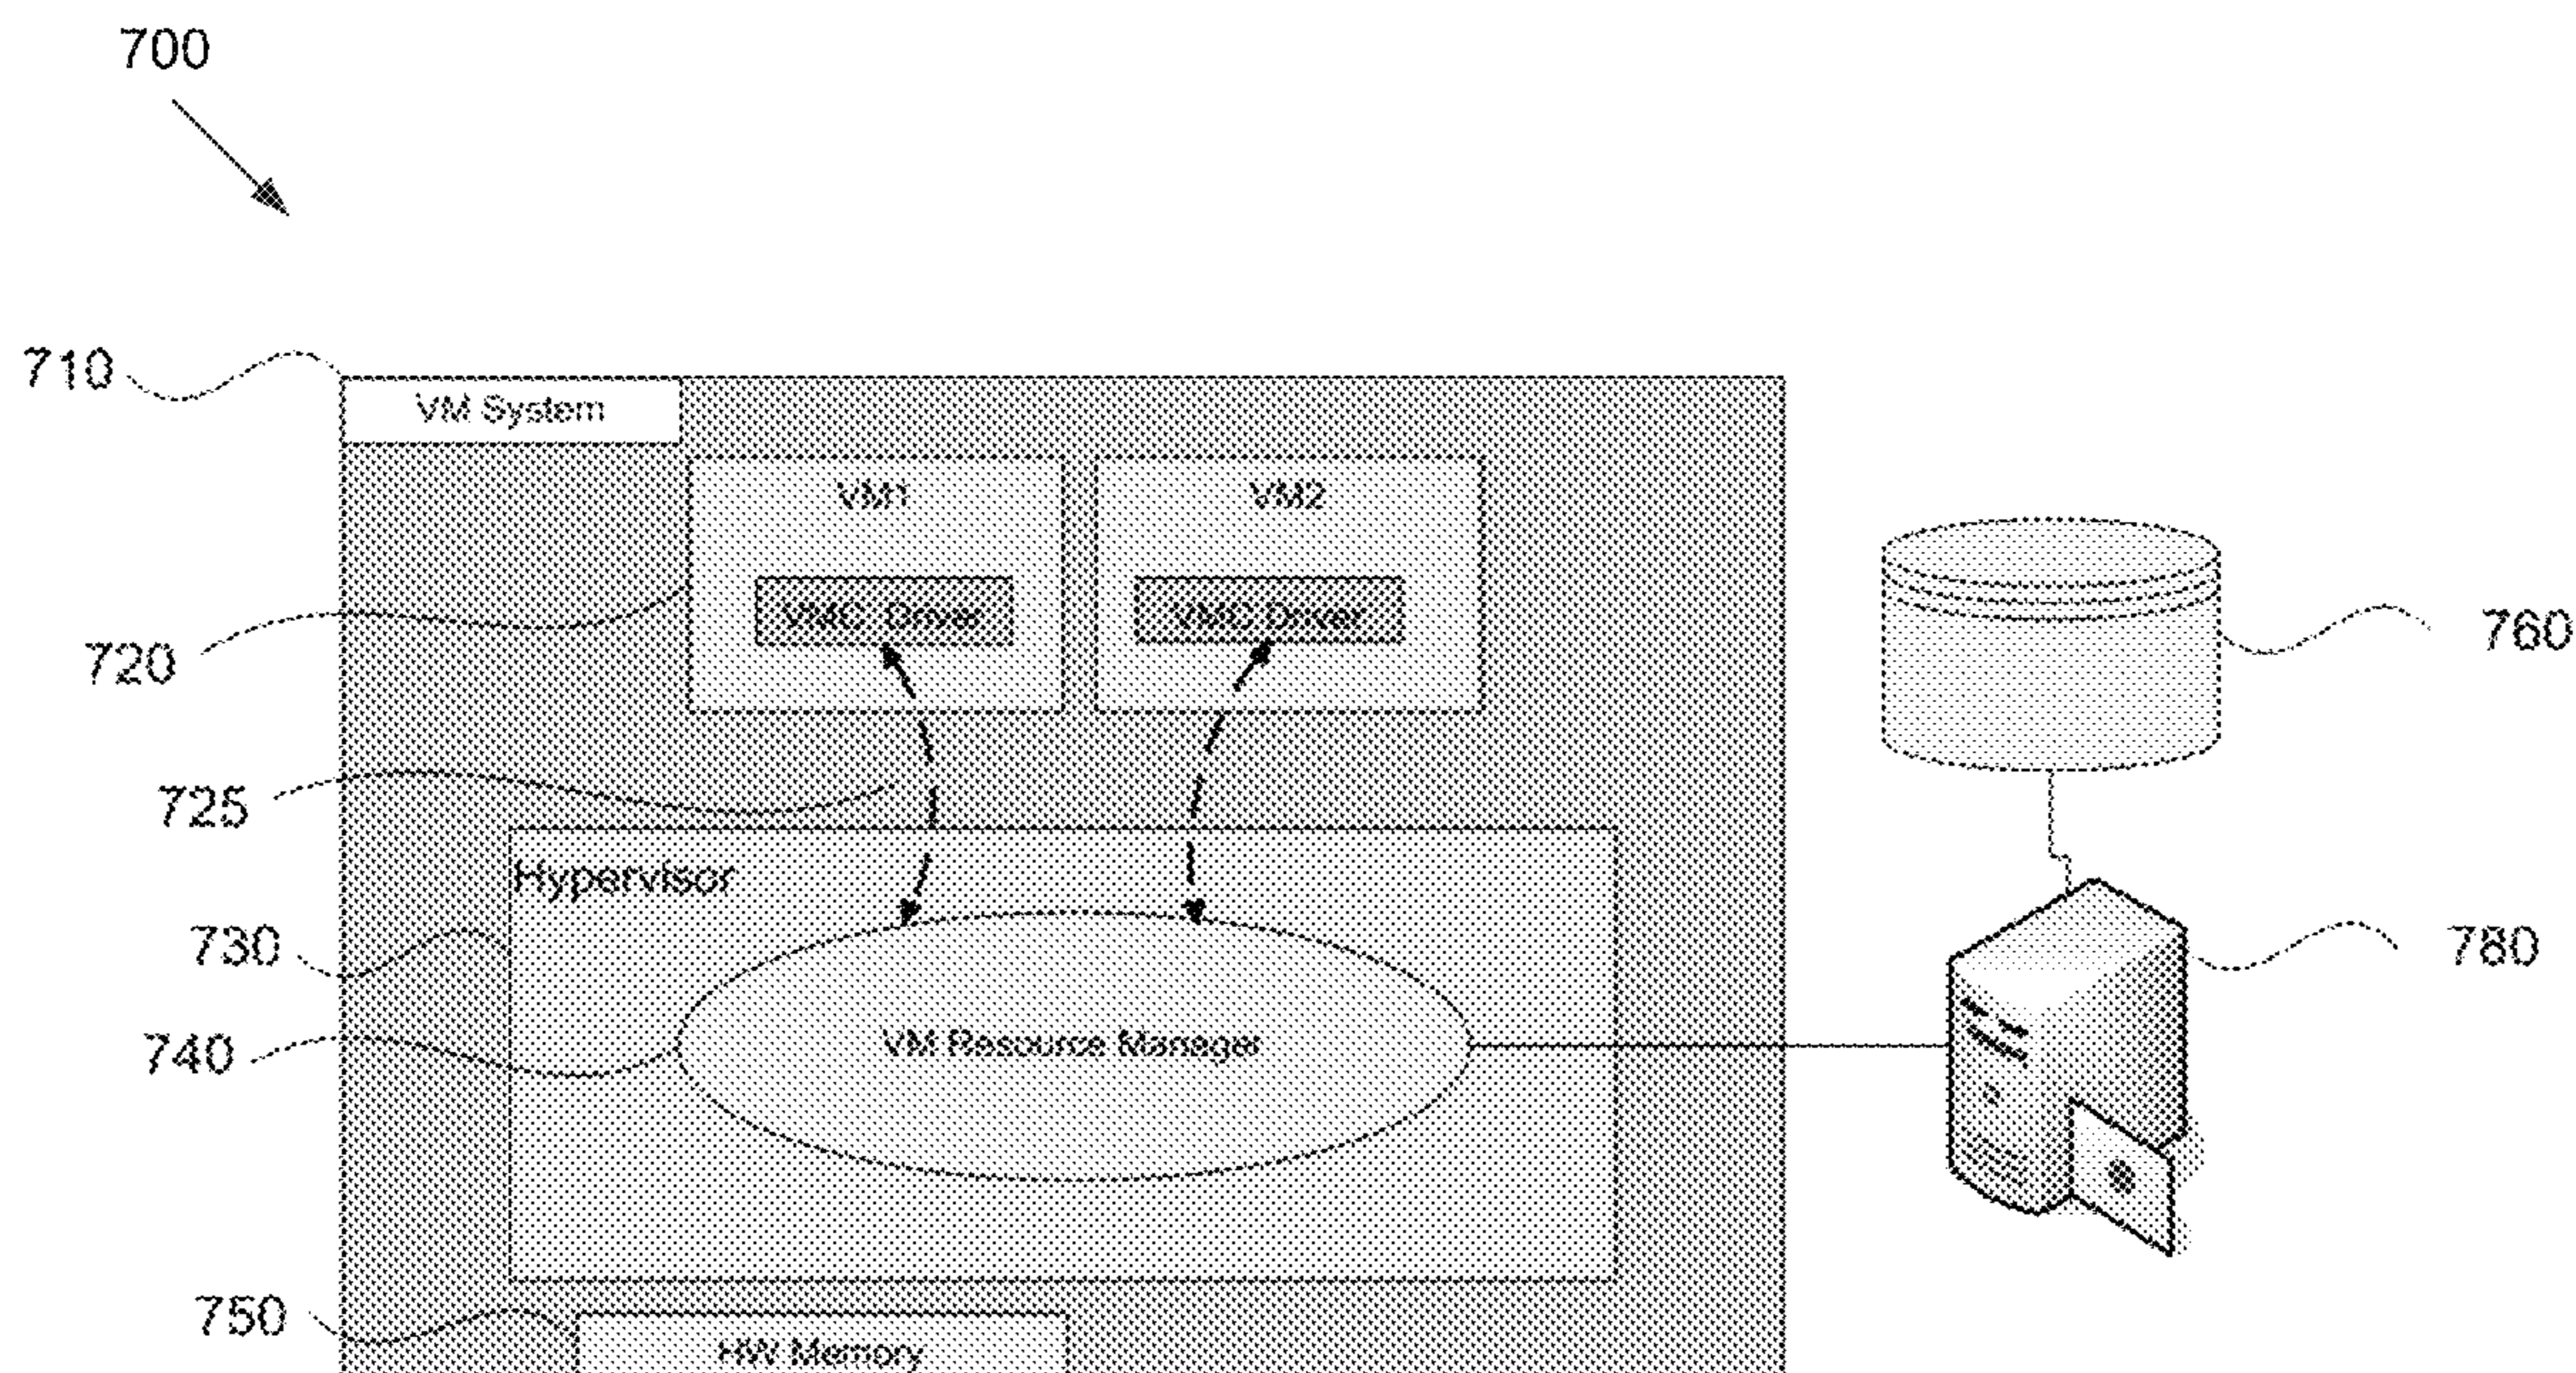 700
710
VM System
VM1
VM2
VMC Driver
VMC Driver
720
760
725
Hypervisor
730
780
740
VM Resource Manager
750
HW Memory